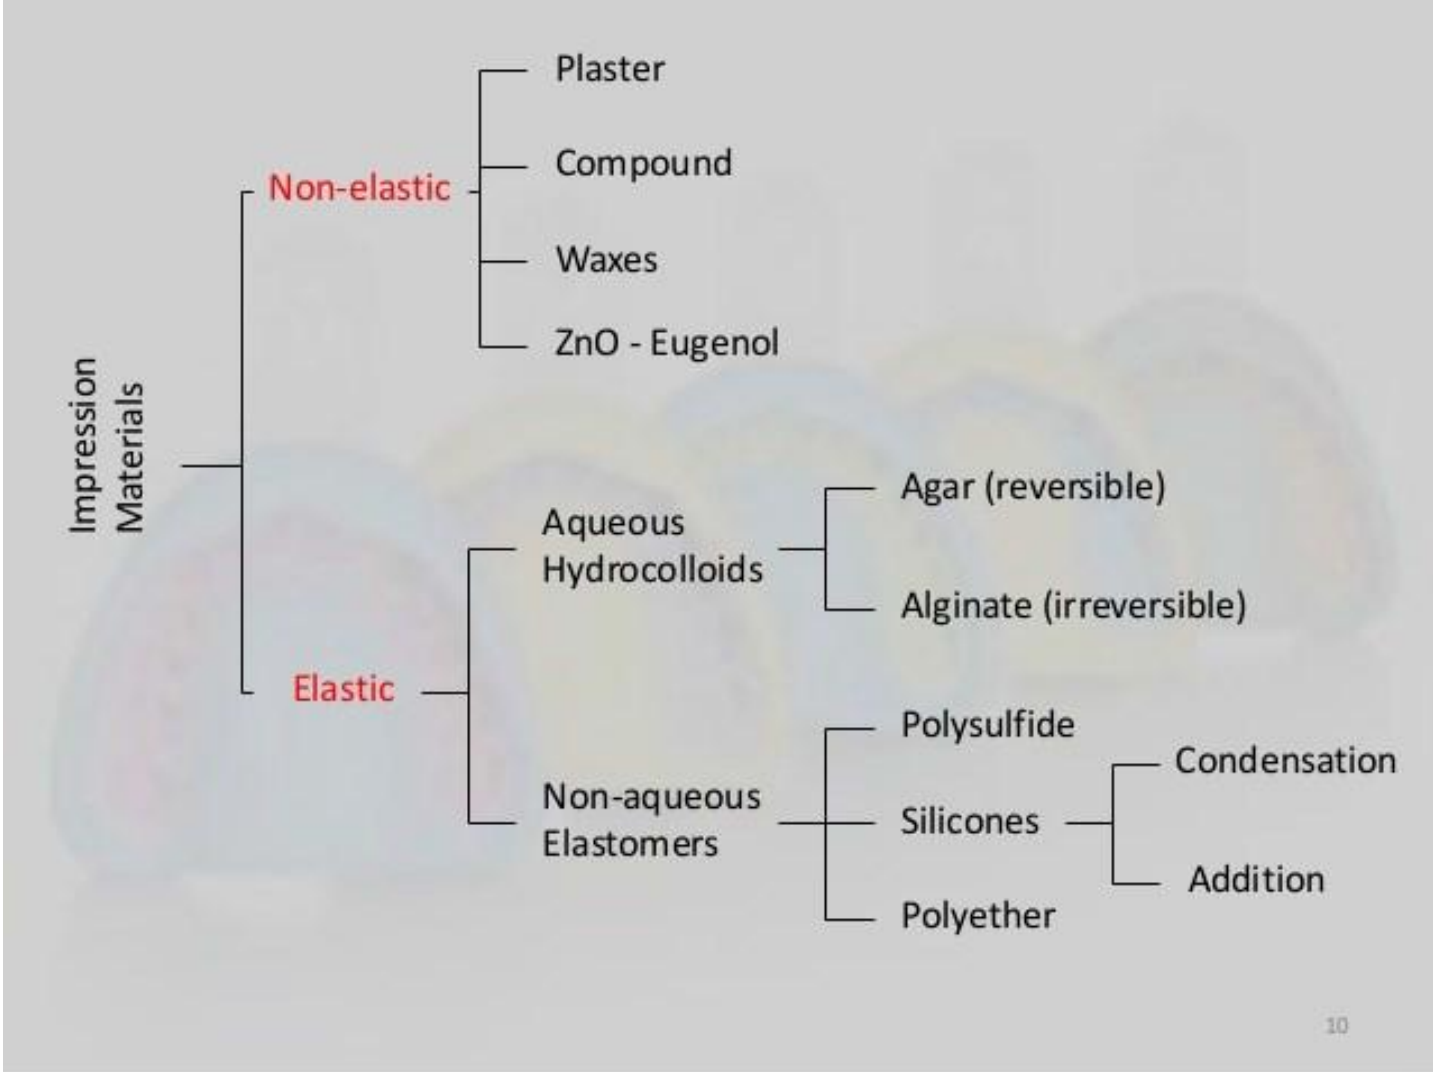 Impression
Materials
Non-elastic
Plaster
Compound
Waxes
ZnO - Eugenol
Elastic
Aqueous
Hydrocolloids
Agar (reversible)
Alginate (irreversible)
Non-aqueous
Elastomers
Polysulfide
Silicones
Condensation
Addition
Polyether
10